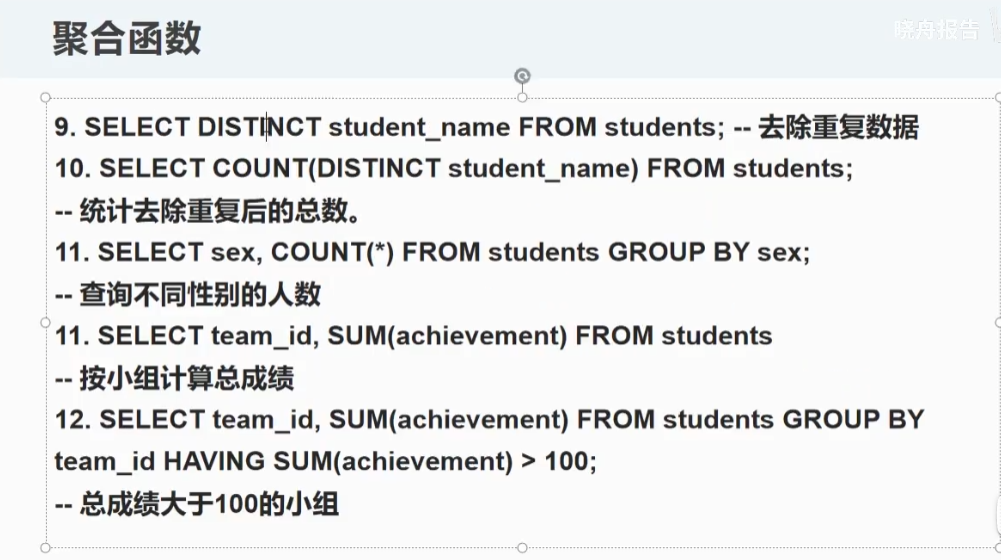 聚合函数
晓舟报告
9. SELECT DISTINCT student_name FROM students; -- 去除重复数据
10. SELECT COUNT(DISTINCT student_name) FROM students;
-- 统计去除重复后的总数。
11. SELECT sex, COUNT(*) FROM students GROUP BY sex;
-- 查询不同性别的人数
11. SELECT team_id, SUM(achievement) FROM students
-- 按小组计算总成绩
12. SELECT team_id, SUM(achievement) FROM students GROUP BY
team_id HAVING SUM(achievement) > 100;
-- 总成绩大于100的小组